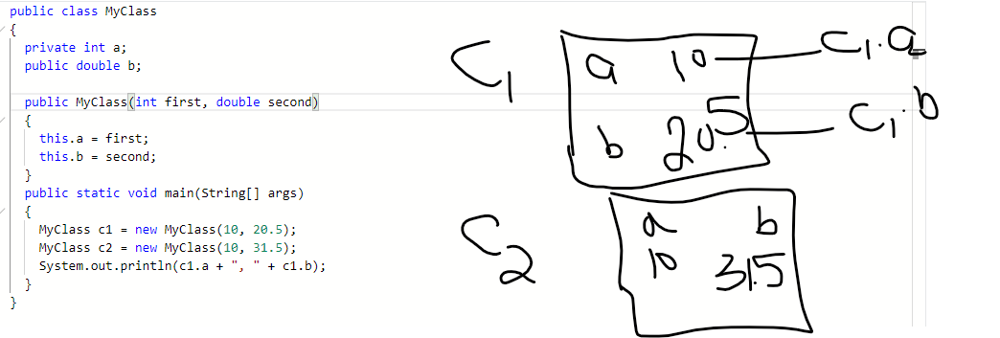 public class MyClass
{
private int a;
public double b;
public MyClass(int first, double second)
{
this.a = first;
this.b = second;
}
public static void main(String[] args)
{
MyClass c1 = new MyClass(10, 20.5);
MyClass c2 = new MyClass(10, 31.5);
System.out.println(c1.a + ", " + c1.b);
}
}
C1
a 10
c1.a
b 20.5
c1.b
C2
a b
10 31.5